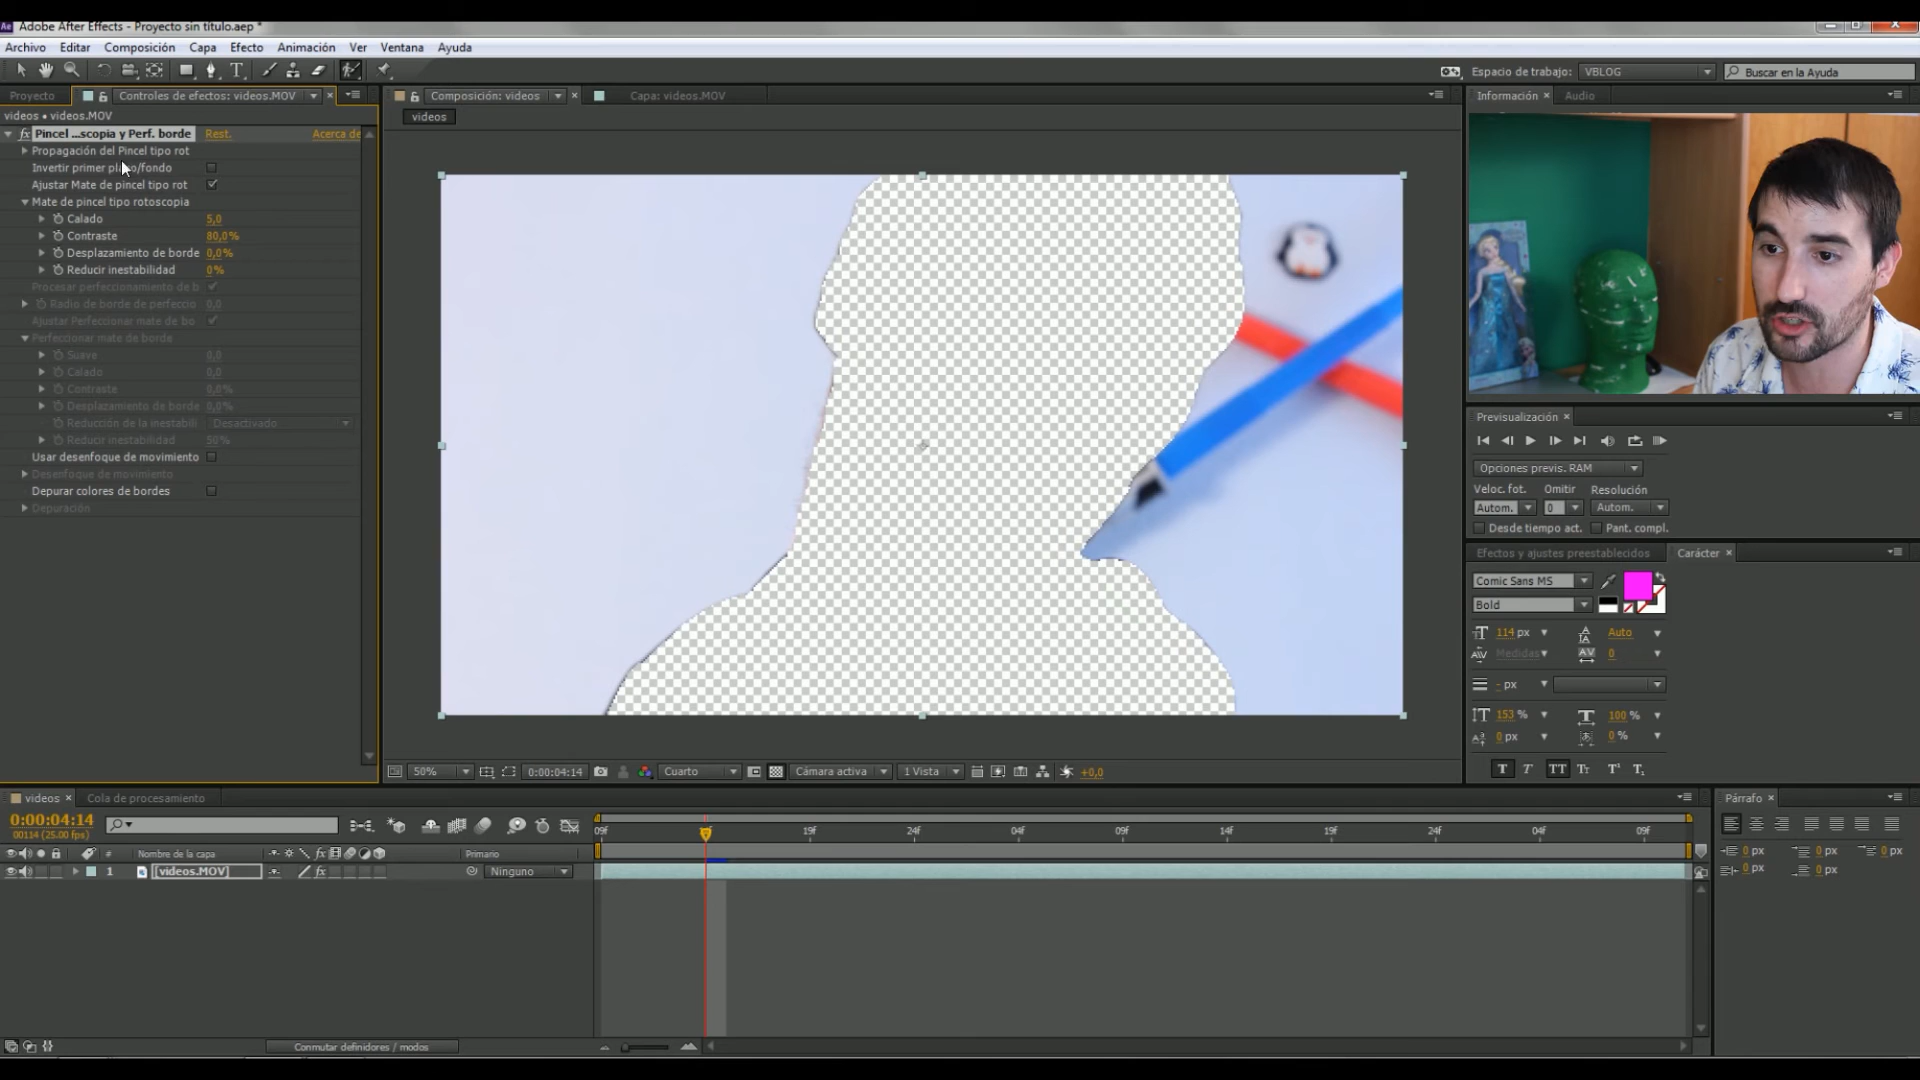 Ae Adobe After Effects - Proyecto sin título.aep *
Archivo Editar Composición Capa Efecto Animación Ver Ventana Ayuda
Espacio de trabajo: VBLOG Buscar en la Ayuda
Proyecto Controles de efectos: videos.MOV
videos • videos.MOV
Pincel ...scopia y Perf. borde Rest. Acerca de
Propagación del Pincel tipo rot
Invertir primer plano/fondo
Ajustar Mate de pincel tipo rot
Mate de pincel tipo rotoscopia
Calado 5,0
Contraste 80,0%
Desplazamiento de borde 0,0%
Reducir inestabilidad 0%
Procesar perfeccionamiento de b
Radio de borde de perfeccio 0,0
Ajustar Perfeccionar mate de bo
Perfeccionar mate de borde
Suave 0,0
Calado 0,0
Contraste 0,0%
Desplazamiento de borde 0,0%
Reducción de la inestabili Desactivado
Reducir inestabilidad 50%
Usar desenfoque de movimiento
Desenfoque de movimiento
Depurar colores de bordes
Depuración
Composición: videos Capa: videos.MOV
videos
50% 0:00:04:14 Cuarto Cámara activa 1 Vista +0,0
Información Audio
Previsualización
Opciones previs. RAM
Veloc. fot. Omitir Resolución
Autom. 0 Autom.
Desde tiempo act. Pant. compl.
Efectos y ajustes preestablecidos Carácter
Comic Sans MS
Bold
114 px Auto
Medidas 0
- px
153 % 100 %
0 px 0 %
T T TT Tr T¹ T₁
videos Cola de procesamiento
0:00:04:14
00114 (25.00 fps)
09f 19f 24f 04f 09f 14f 19f 24f 04f 09f
# Nombre de la capa Primario
1 [videos.MOV] Ninguno
Conmutar definidores / modos
Párrafo
0 px 0 px 0 px
0 px 0 px